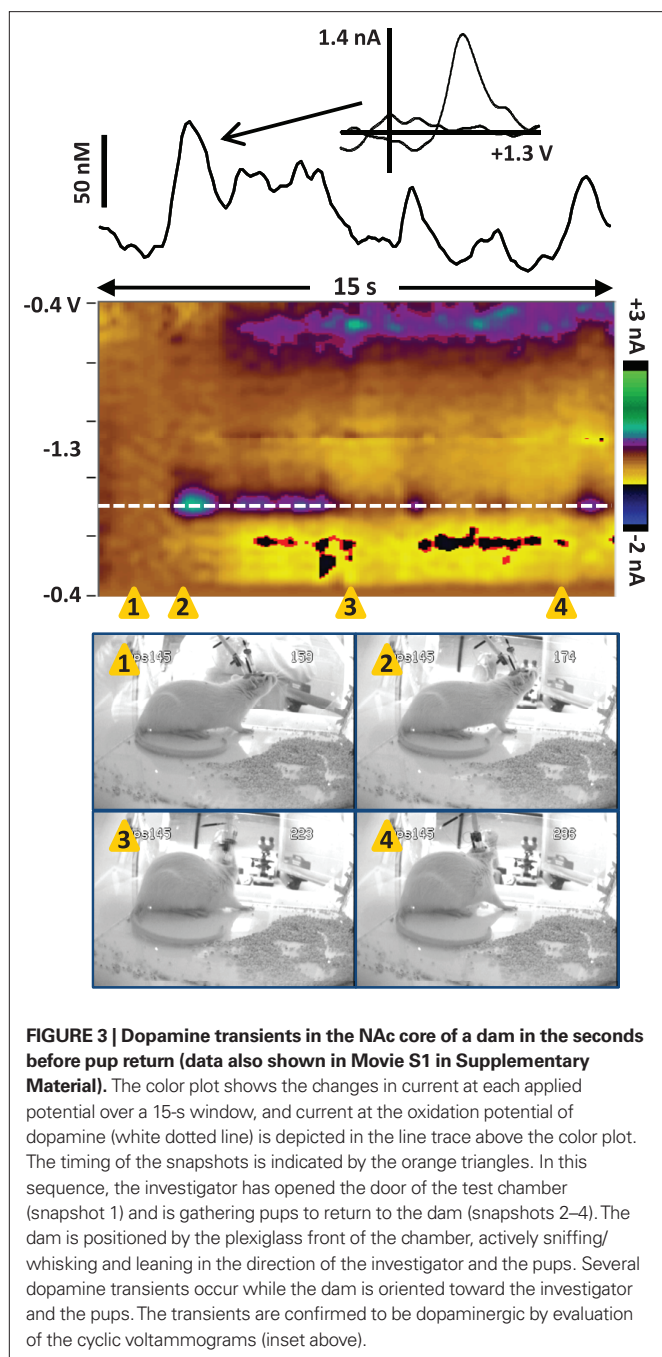 1.4 nA
+1.3 V
50 nM
15 s
-0.4 V
-1.3
-0.4
+3 nA
-2 nA
1
2
3
4
1
ps145
159
2
ps145
174
3
ps145
223
4
ps145
FIGURE 3 | Dopamine transients in the NAc core of a dam in the seconds
before pup return (data also shown in Movie S1 in Supplementary
Material). The color plot shows the changes in current at each applied
potential over a 15-s window, and current at the oxidation potential of
dopamine (white dotted line) is depicted in the line trace above the color plot.
The timing of the snapshots is indicated by the orange triangles. In this
sequence, the investigator has opened the door of the test chamber
(snapshot 1) and is gathering pups to return to the dam (snapshots 2–4). The
dam is positioned by the plexiglass front of the chamber, actively sniffing/
whisking and leaning in the direction of the investigator and the pups. Several
dopamine transients occur while the dam is oriented toward the investigator
and the pups. The transients are confirmed to be dopaminergic by evaluation
of the cyclic voltammograms (inset above).